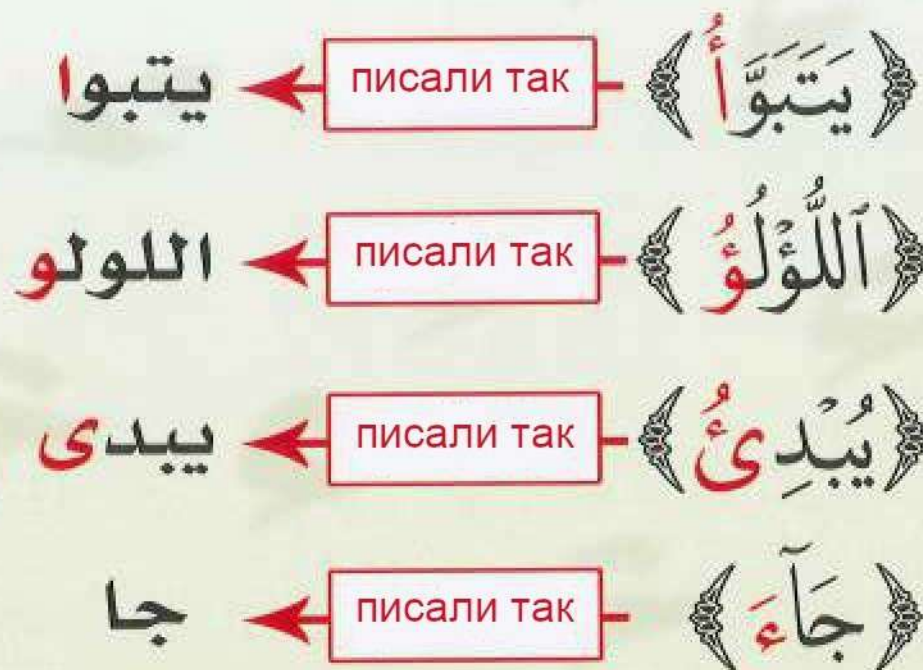 ﴿يَتَبَوَّأُ﴾ писали так يتبوا
﴿ٱللُّؤۡلُؤُ﴾ писали так اللولو
﴿يُبۡدِئُ﴾ писали так يبدى
﴿جَآءَ﴾ писали так جا